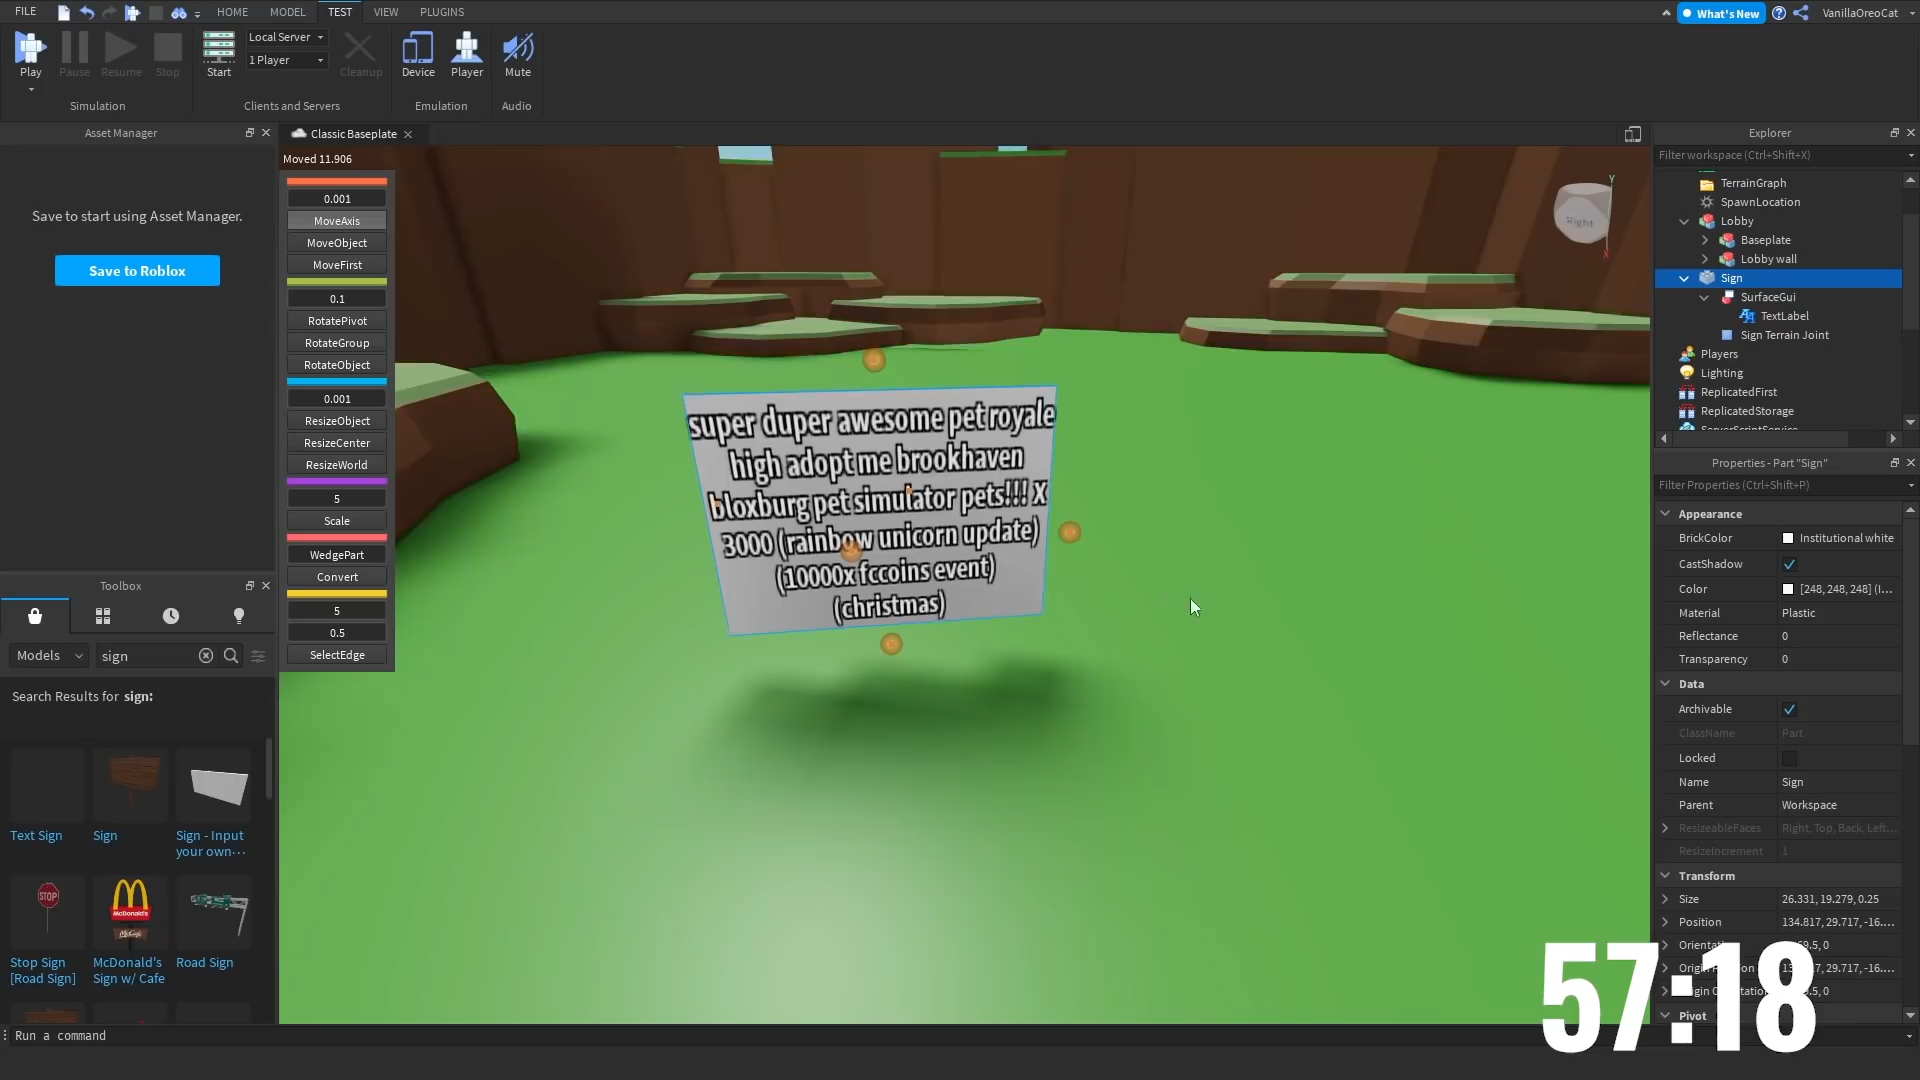 FILE
HOME
MODEL
TEST
VIEW
PLUGINS
What's New
VanillaOreoCat
Play
Pause
Resume
Stop
Simulation
Start
Local Server
1 Player
Cleanup
Clients and Servers
Device
Player
Emulation
Mute
Audio
Asset Manager
Save to start using Asset Manager.
Save to Roblox
Toolbox
Models
sign
Search Results for sign:
Text Sign
Sign
Sign - Input
your own...
Stop Sign
[Road Sign]
McDonald's
Sign w/ Cafe
Road Sign
Classic Baseplate
Moved 11.906
0.001
MoveAxis
MoveObject
MoveFirst
0.1
RotatePivot
RotateGroup
RotateObject
0.001
ResizeObject
ResizeCenter
ResizeWorld
5
Scale
WedgePart
Convert
5
0.5
SelectEdge
super duper awesome pet royale
high adopt me brookhaven
bloxburg pet simulator pets!!! X
3000 (rainbow unicorn update)
(10000x fccoins event)
(christmas)
Y
Right
X
Explorer
Filter workspace (Ctrl+Shift+X)
TerrainGraph
SpawnLocation
Lobby
Baseplate
Lobby wall
Sign
SurfaceGui
TextLabel
Sign Terrain Joint
Players
Lighting
ReplicatedFirst
ReplicatedStorage
ServerScriptService
Properties - Part "Sign"
Filter Properties (Ctrl+Shift+P)
Appearance
BrickColor Institutional white
CastShadow
Color [248, 248, 248] (I...
Material Plastic
Reflectance 0
Transparency 0
Data
Archivable
ClassName Part
Locked
Name Sign
Parent Workspace
ResizeableFaces Right, Top, Back, Left...
ResizeIncrement 1
Transform
Size 26.331, 19.279, 0.25
Position 134.817, 29.717, -16....
Pivot
57:18
Run a command